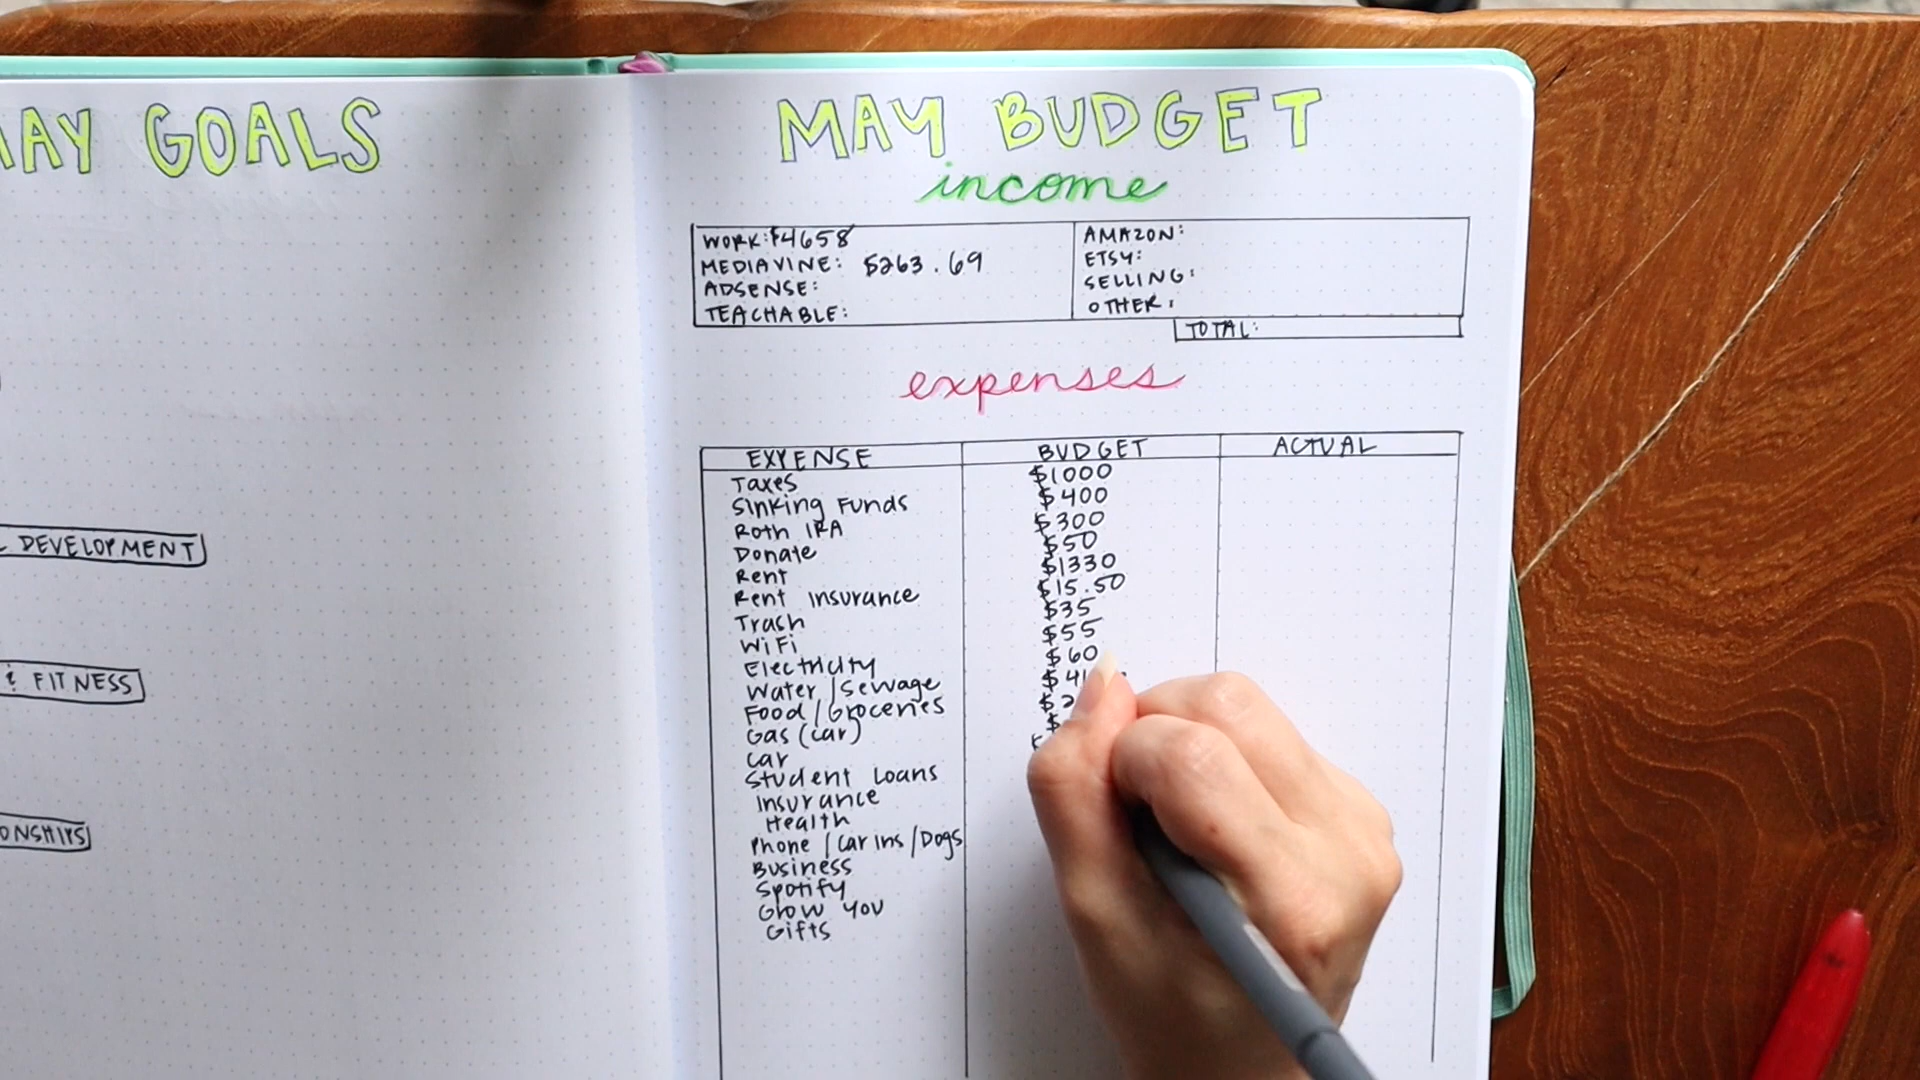 MAY GOALS
DEVELOPMENT
& FITNESS
MAY BUDGET
income
WORK: $4658
MEDIAVINE: $263.69
ADSENSE:
TEACHABLE:
AMAZON:
ETSY:
SELLING:
OTHER:
TOTAL:
expenses
EXPENSE BUDGET ACTUAL
Taxes $1000
Sinking Funds $400
Roth IRA $300
Donate $50
Rent $1330
Rent Insurance $15.50
Trash $35
WiFi $55
Electricity $60
Water/Sewage
Food/Groceries
Gas (car)
Car
Student Loans
Insurance
Health
Phone/Car ins/Dogs
Business
Spotify
Grow You
Gifts